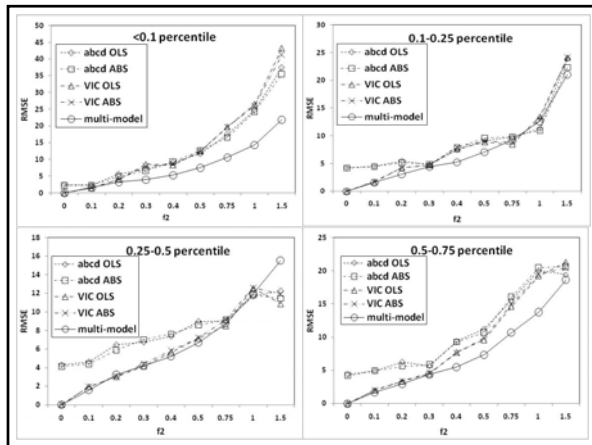 <0.1 percentile
abcd OLS
abcd ABS
VIC OLS
VIC ABS
multi-model
RMSE
50
45
40
35
30
25
20
15
10
5
0
0 0.1 0.2 0.3 0.4 0.5 0.75 1 1.5
f2
0.1-0.25 percentile
abcd OLS
abcd ABS
VIC OLS
VIC ABS
multi-model
RMSE
30
25
20
15
10
5
0
0 0.1 0.2 0.3 0.4 0.5 0.75 1 1.5
f2
0.25-0.5 percentile
abcd OLS
abcd ABS
VIC OLS
VIC ABS
multi-model
RMSE
18
16
14
12
10
8
6
4
2
0
0 0.1 0.2 0.3 0.4 0.5 0.75 1 1.5
f2
0.5-0.75 percentile
abcd OLS
abcd ABS
VIC OLS
VIC ABS
multi-model
RMSE
25
20
15
10
5
0
0 0.1 0.2 0.3 0.4 0.5 0.75 1 1.5
f2